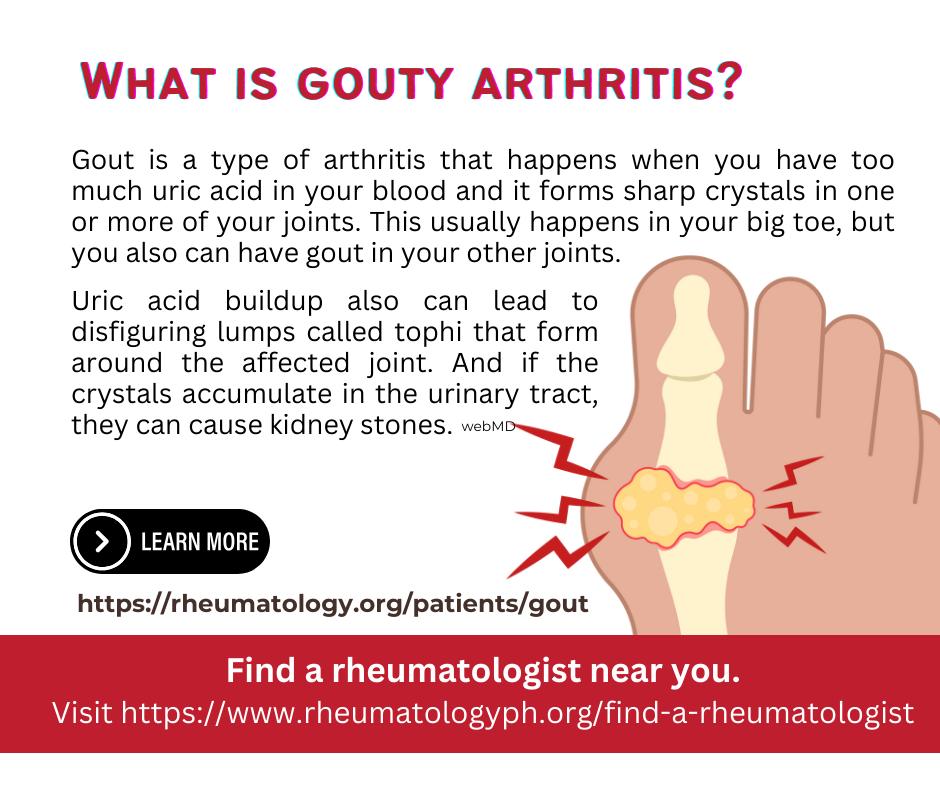 What is gouty arthritis?
Gout is a type of arthritis that happens when you have too
much uric acid in your blood and it forms sharp crystals in one
or more of your joints. This usually happens in your big toe, but
you also can have gout in your other joints.
Uric acid buildup also can lead to
disfiguring lumps called tophi that form
around the affected joint. And if the
crystals accumulate in the urinary tract,
they can cause kidney stones. webMD
LEARN MORE
https://rheumatology.org/patients/gout
Find a rheumatologist near you.
Visit https://www.rheumatologyph.org/find-a-rheumatologist